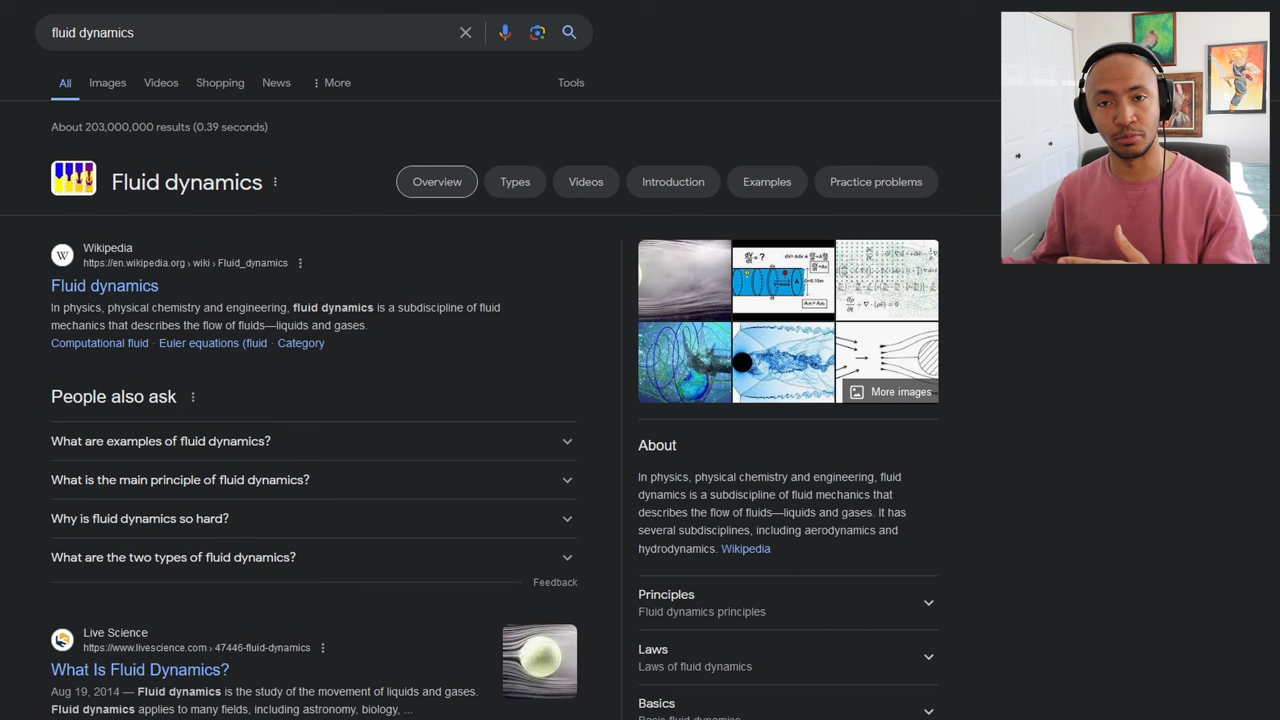 fluid dynamics
All Images Videos Shopping News More Tools
About 203,000,000 results (0.39 seconds)
Fluid dynamics
Overview Types Videos Introduction Examples Practice problems
W
Wikipedia
https://en.wikipedia.org › wiki › Fluid_dynamics
Fluid dynamics
In physics, physical chemistry and engineering, fluid dynamics is a subdiscipline of fluid
mechanics that describes the flow of fluids—liquids and gases.
Computational fluid · Euler equations (fluid · Category
People also ask
What are examples of fluid dynamics?
What is the main principle of fluid dynamics?
Why is fluid dynamics so hard?
What are the two types of fluid dynamics?
Feedback
Live Science
https://www.livescience.com › 47446-fluid-dynamics
What Is Fluid Dynamics?
Aug 19, 2014 — Fluid dynamics is the study of the movement of liquids and gases.
Fluid dynamics applies to many fields, including astronomy, biology, ...
More images
About
In physics, physical chemistry and engineering, fluid
dynamics is a subdiscipline of fluid mechanics that
describes the flow of fluids—liquids and gases. It has
several subdisciplines, including aerodynamics and
hydrodynamics. Wikipedia
Principles
Fluid dynamics principles
Laws
Laws of fluid dynamics
Basics
Basic fluid dynamics